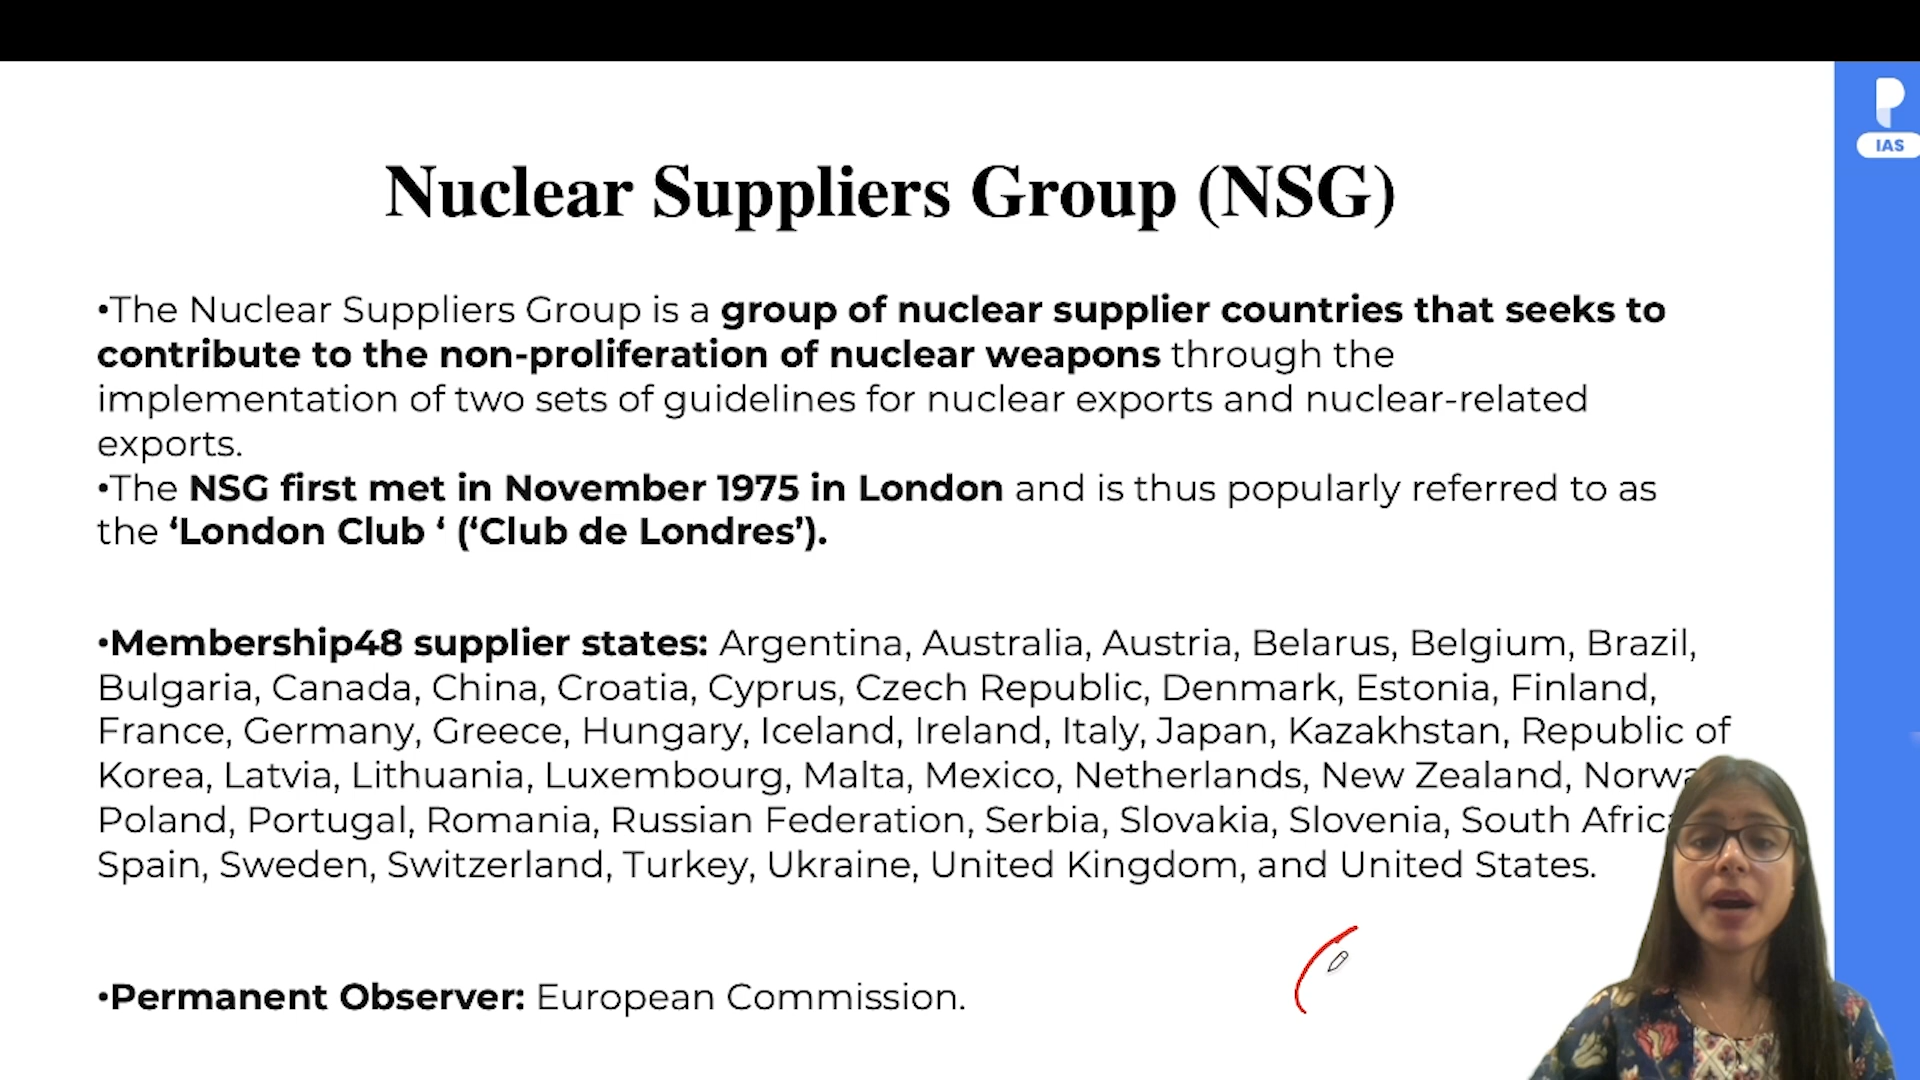 IAS
Nuclear Suppliers Group (NSG)
•The Nuclear Suppliers Group is a group of nuclear supplier countries that seeks to
contribute to the non-proliferation of nuclear weapons through the
implementation of two sets of guidelines for nuclear exports and nuclear-related
exports.
•The NSG first met in November 1975 in London and is thus popularly referred to as
the ‘London Club ‘ (‘Club de Londres’).
•Membership48 supplier states: Argentina, Australia, Austria, Belarus, Belgium, Brazil,
Bulgaria, Canada, China, Croatia, Cyprus, Czech Republic, Denmark, Estonia, Finland,
France, Germany, Greece, Hungary, Iceland, Ireland, Italy, Japan, Kazakhstan, Republic of
Korea, Latvia, Lithuania, Luxembourg, Malta, Mexico, Netherlands, New Zealand,
Poland, Portugal, Romania, Russian Federation, Serbia, Slovakia, Slovenia, South
Spain, Sweden, Switzerland, Turkey, Ukraine, United Kingdom, and United States.
•Permanent Observer: European Commission.